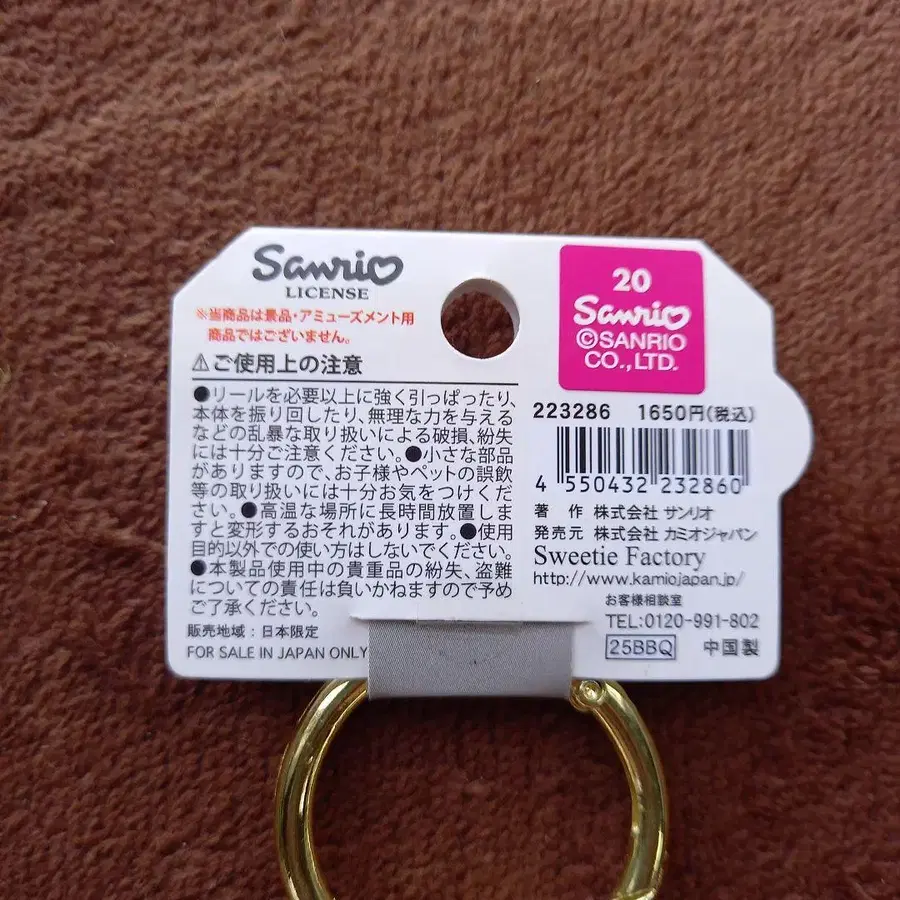 Sanrio
LICENSE
※当商品は景品・アミューズメント用
商品ではございません。
⚠ご使用上の注意
●リールを必要以上に強く引っぱったり、
本体を振り回したり、無理な力を与える
などの乱暴な取り扱いによる破損、紛失
には十分ご注意ください。●小さな部品
がありますので、お子様やペットの誤飲
等の取り扱いには十分お気をつけくだ
さい。●高温な場所に長時間放置しま
すと変形するおそれがあります。●使用
目的以外での使い方はしないでください。
●本製品使用中の貴重品の紛失、盗難
についての責任は負いかねますので予め
ご了承ください。
販売地域：日本限定
FOR SALE IN JAPAN ONLY
20
Sanrio
©SANRIO
CO.,LTD.
223286 1650円(税込)
4 550432 232860
著 作 株式会社 サンリオ
発売元 株式会社 カミオジャパン
Sweetie Factory
http://www.kamiojapan.jp/
お客様相談室
TEL:0120-991-802
25BBQ 中国製